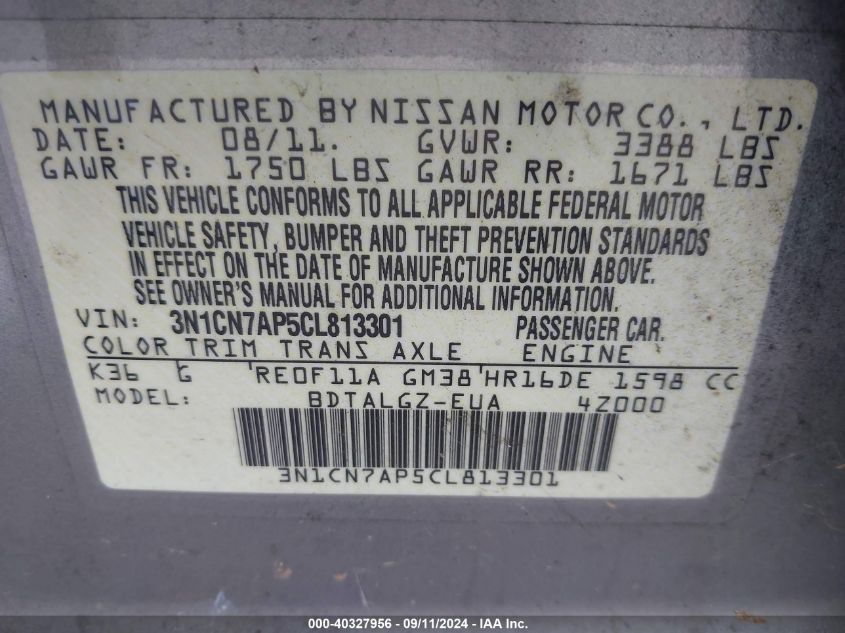 MANUFACTURED BY NISSAN MOTOR CO., LTD.
DATE: 08/11. GVWR: 3388 LBS
GAWR FR: 1750 LBS GAWR RR: 1671 LBS
THIS VEHICLE CONFORMS TO ALL APPLICABLE FEDERAL MOTOR
VEHICLE SAFETY, BUMPER AND THEFT PREVENTION STANDARDS
IN EFFECT ON THE DATE OF MANUFACTURE SHOWN ABOVE.
SEE OWNER'S MANUAL FOR ADDITIONAL INFORMATION.
VIN: 3N1CN7AP5CL813301 PASSENGER CAR.
COLOR TRIM TRANS AXLE ENGINE
K36 G RE0F11A GM38 HR16DE 1598 CC
MODEL: BDTALGZ-EUA 4Z000
3N1CN7AP5CL813301
000-40327956 - 09/11/2024 - IAA Inc.